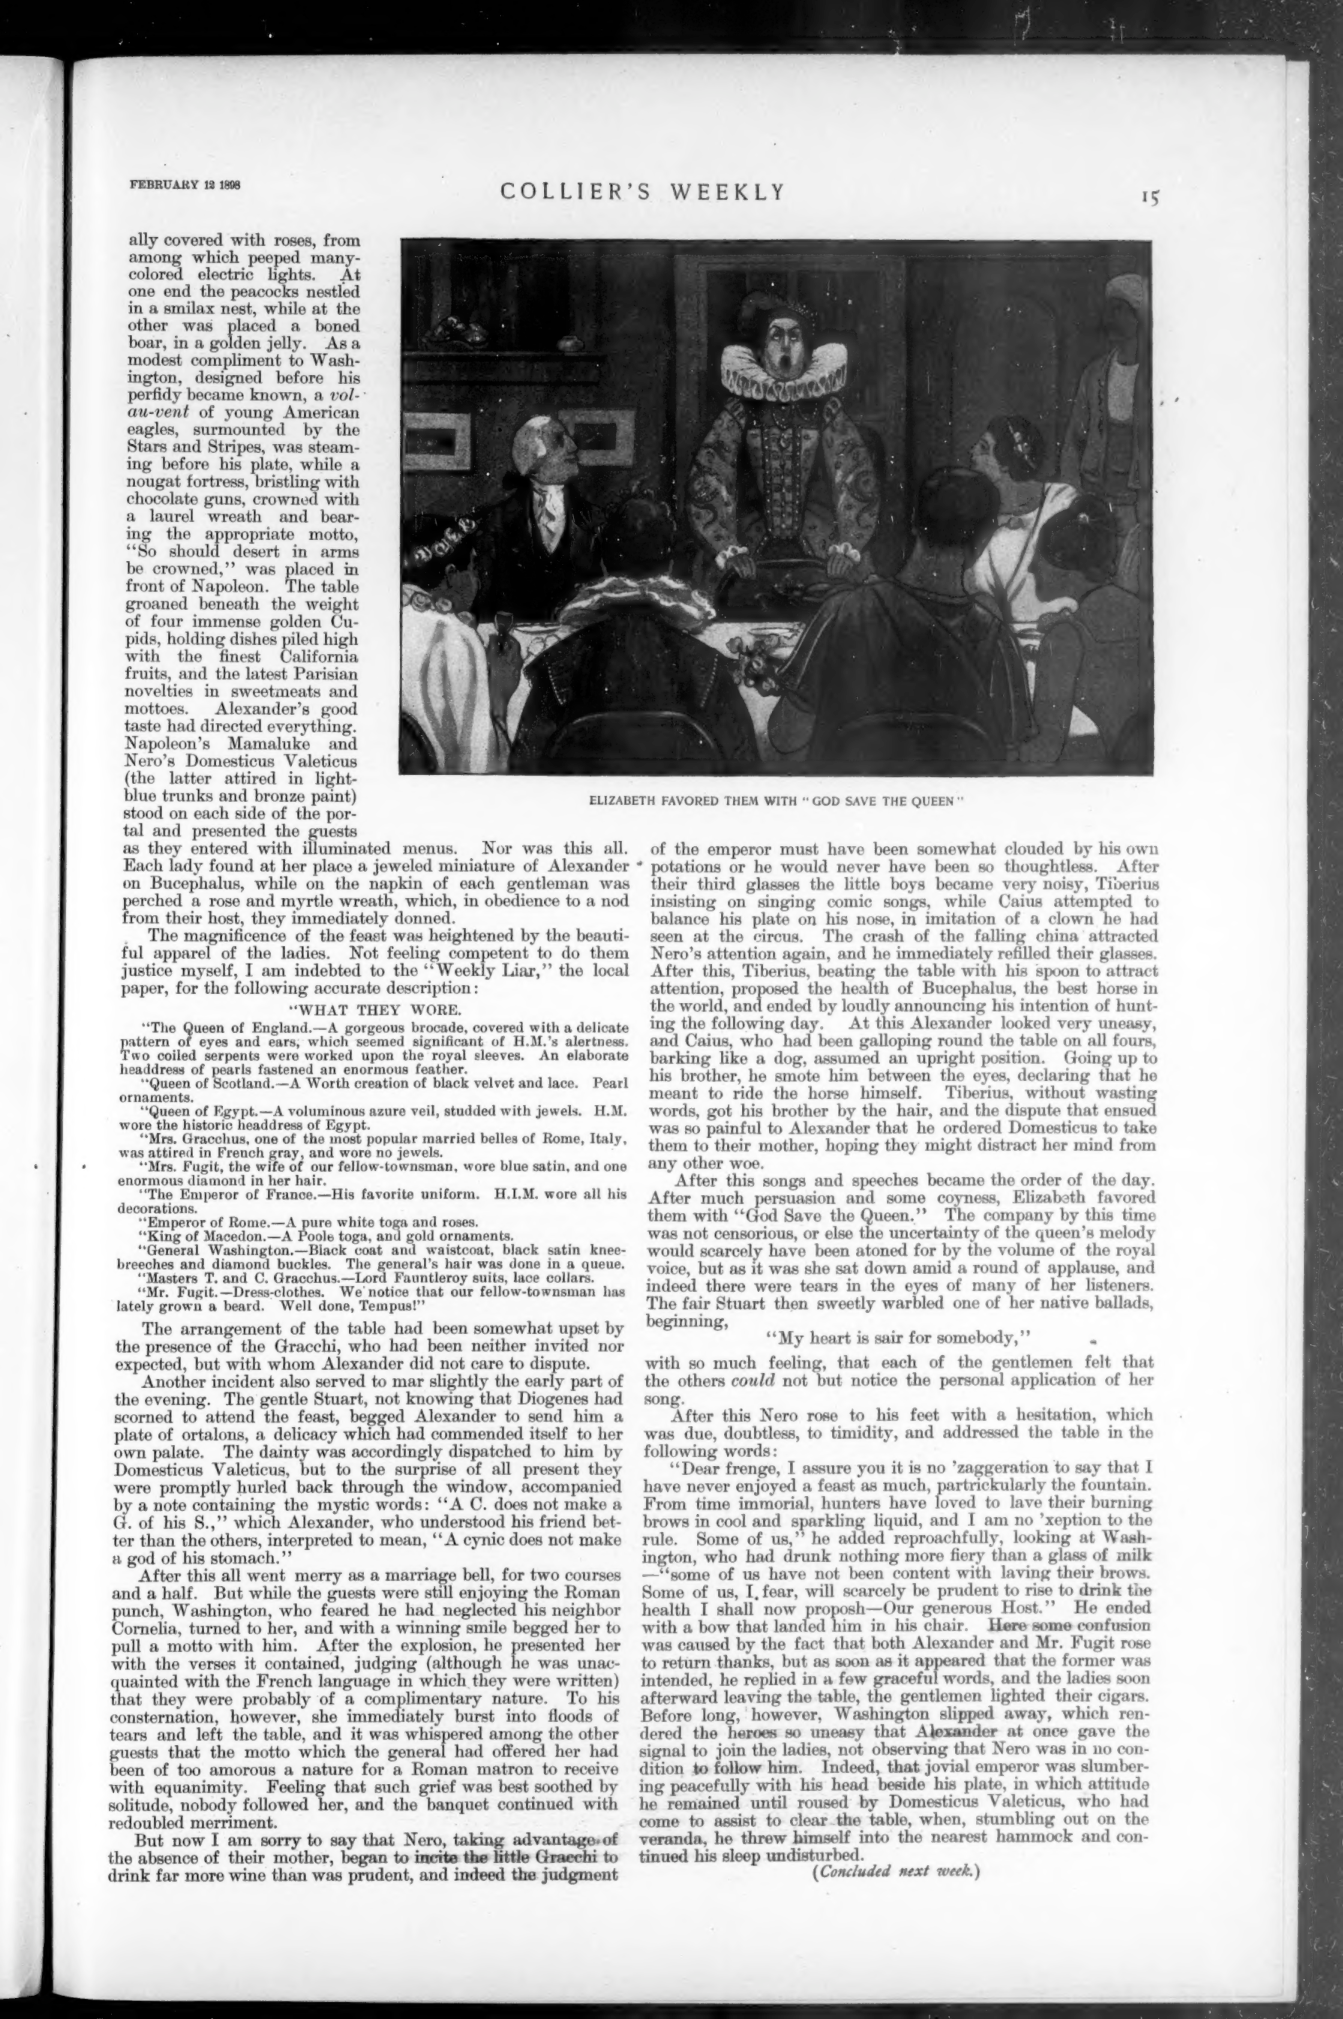 FEBRUARY 12 1898
COLLIER'S WEEKLY
15
ally covered with roses, from
among which peeped many-
colored electric lights. At
one end the peacocks nestled
in a smilax nest, while at the
other was placed a boned
boar, in a golden jelly. As a
modest compliment to Wash-
ington, designed before his
perfidy became known, a vol-
au-vent of young American
eagles, surmounted by the
Stars and Stripes, was steam-
ing before his plate, while a
nougat fortress, bristling with
chocolate guns, crowned with
a laurel wreath and bear-
ing the appropriate motto,
"So should desert in arms
be crowned," was placed in
front of Napoleon. The table
groaned beneath the weight
of four immense golden Cu-
pids, holding dishes piled high
with the finest California
fruits, and the latest Parisian
novelties in sweetmeats and
mottoes. Alexander's good
taste had directed everything.
Napoleon's Mamaluke and
Nero's Domesticus Valeticus
(the latter attired in light-
blue trunks and bronze paint)
stood on each side of the por-
tal and presented the guests
as they entered with illuminated menus. Nor was this all.
Each lady found at her place a jeweled miniature of Alexander
on Bucephalus, while on the napkin of each gentleman was
perched a rose and myrtle wreath, which, in obedience to a nod
from their host, they immediately donned.
The magnificence of the feast was heightened by the beauti-
ful apparel of the ladies. Not feeling competent to do them
justice myself, I am indebted to the "Weekly Liar," the local
paper, for the following accurate description:
"WHAT THEY WORE.
"The Queen of England.—A gorgeous brocade, covered with a delicate
pattern of eyes and ears, which seemed significant of H.M.'s alertness.
Two coiled serpents were worked upon the royal sleeves. An elaborate
headdress of pearls fastened an enormous feather.
"Queen of Scotland.—A Worth creation of black velvet and lace. Pearl
ornaments.
"Queen of Egypt.—A voluminous azure veil, studded with jewels. H.M.
wore the historic headdress of Egypt.
"Mrs. Gracchus, one of the most popular married belles of Rome, Italy,
was attired in French gray, and wore no jewels.
"Mrs. Fugit, the wife of our fellow-townsman, wore blue satin, and one
enormous diamond in her hair.
"The Emperor of France.—His favorite uniform. H.I.M. wore all his
decorations.
"Emperor of Rome.—A pure white toga and roses.
"King of Macedon.—A Poole toga, and gold ornaments.
"General Washington.—Black coat and waistcoat, black satin knee-
breeches and diamond buckles. The general's hair was done in a queue.
"Masters T. and C. Gracchus.—Lord Fauntleroy suits, lace collars.
"Mr. Fugit.—Dress-clothes. We notice that our fellow-townsman has
lately grown a beard. Well done, Tempus!"
The arrangement of the table had been somewhat upset by
the presence of the Gracchi, who had been neither invited nor
expected, but with whom Alexander did not care to dispute.
Another incident also served to mar slightly the early part of
the evening. The gentle Stuart, not knowing that Diogenes had
scorned to attend the feast, begged Alexander to send him a
plate of ortalons, a delicacy which had commended itself to her
own palate. The dainty was accordingly dispatched to him by
Domesticus Valeticus, but to the surprise of all present they
were promptly hurled back through the window, accompanied
by a note containing the mystic words: "A C. does not make a
G. of his S.," which Alexander, who understood his friend bet-
ter than the others, interpreted to mean, "A cynic does not make
a god of his stomach."
After this all went merry as a marriage bell, for two courses
and a half. But while the guests were still enjoying the Roman
punch, Washington, who feared he had neglected his neighbor
Cornelia, turned to her, and with a winning smile begged her to
pull a motto with him. After the explosion, he presented her
with the verses it contained, judging (although he was unac-
quainted with the French language in which they were written)
that they were probably of a complimentary nature. To his
consternation, however, she immediately burst into floods of
tears and left the table, and it was whispered among the other
guests that the motto which the general had offered her had
been of too amorous a nature for a Roman matron to receive
with equanimity. Feeling that such grief was best soothed by
solitude, nobody followed her, and the banquet continued with
redoubled merriment.
But now I am sorry to say that Nero, taking advantage of
the absence of their mother, began to incite the little Gracchi to
drink far more wine than was prudent, and indeed the judgment
ELIZABETH FAVORED THEM WITH "GOD SAVE THE QUEEN"
of the emperor must have been somewhat clouded by his own
potations or he would never have been so thoughtless. After
their third glasses the little boys became very noisy, Tiberius
insisting on singing comic songs, while Caius attempted to
balance his plate on his nose, in imitation of a clown he had
seen at the circus. The crash of the falling china attracted
Nero's attention again, and he immediately refilled their glasses.
After this, Tiberius, beating the table with his spoon to attract
attention, proposed the health of Bucephalus, the best horse in
the world, and ended by loudly announcing his intention of hunt-
ing the following day. At this Alexander looked very uneasy,
and Caius, who had been galloping round the table on all fours,
barking like a dog, assumed an upright position. Going up to
his brother, he smote him between the eyes, declaring that he
meant to ride the horse himself. Tiberius, without wasting
words, got his brother by the hair, and the dispute that ensued
was so painful to Alexander that he ordered Domesticus to take
them to their mother, hoping they might distract her mind from
any other woe.
After this songs and speeches became the order of the day.
After much persuasion and some coyness, Elizabeth favored
them with "God Save the Queen." The company by this time
was not censorious, or else the uncertainty of the queen's melody
would scarcely have been atoned for by the volume of the royal
voice, but as it was she sat down amid a round of applause, and
indeed there were tears in the eyes of many of her listeners.
The fair Stuart then sweetly warbled one of her native ballads,
beginning,
"My heart is sair for somebody,"
with so much feeling, that each of the gentlemen felt that
the others could not but notice the personal application of her
song.
After this Nero rose to his feet with a hesitation, which
was due, doubtless, to timidity, and addressed the table in the
following words:
"Dear frenge, I assure you it is no 'zaggeration to say that I
have never enjoyed a feast as much, partrickularly the fountain.
From time immorial, hunters have loved to lave their burning
brows in cool and sparkling liquid, and I am no 'xeption to the
rule. Some of us," he added reproachfully, looking at Wash-
ington, who had drunk nothing more fiery than a glass of milk
—"some of us have not been content with laving their brows.
Some of us, I fear, will scarcely be prudent to rise to drink the
health I shall now proposh—Our generous Host." He ended
with a bow that landed him in his chair. Here some confusion
was caused by the fact that both Alexander and Mr. Fugit rose
to return thanks, but as soon as it appeared that the former was
intended, he replied in a few graceful words, and the ladies soon
afterward leaving the table, the gentlemen lighted their cigars.
Before long, however, Washington slipped away, which ren-
dered the heroes so uneasy that Alexander at once gave the
signal to join the ladies, not observing that Nero was in no con-
dition to follow him. Indeed, that jovial emperor was slumber-
ing peacefully with his head beside his plate, in which attitude
he remained until roused by Domesticus Valeticus, who had
come to assist to clear the table, when, stumbling out on the
veranda, he threw himself into the nearest hammock and con-
tinued his sleep undisturbed.
(Concluded next week.)